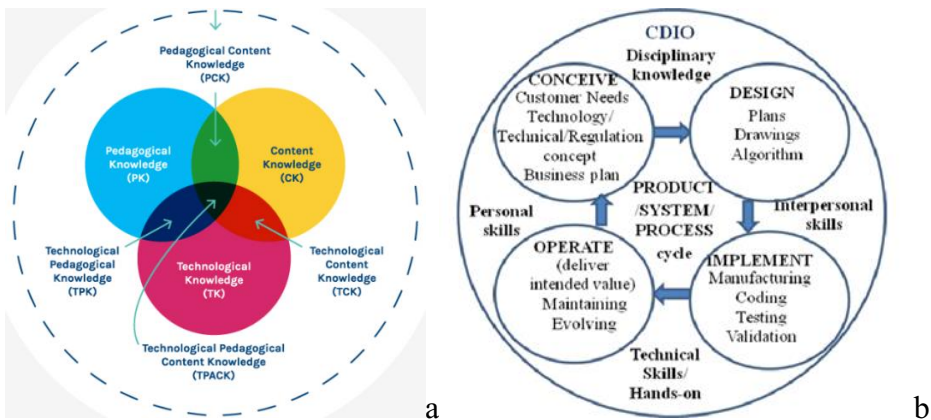 Pedagogical Content
Knowledge
(PCK)
Pedagogical
Knowledge
(PK)
Content
Knowledge
(CK)
Technological
Pedagogical
Knowledge
(TPK)
Technological
Knowledge
(TK)
Technological
Content
Knowledge
(TCK)
Technological Pedagogical
Content Knowledge
(TPACK)
a
CDIO
Disciplinary
knowledge
CONCEIVE
Customer Needs
Technology/
Technical/Regulation
concept
Business plan
DESIGN
Plans
Drawings
Algorithm
PRODUCT
/SYSTEM/
PROCESS
cycle
Personal
skills
Interpersonal
skills
OPERATE
(deliver
intended value)
Maintaining
Evolving
IMPLEMENT
Manufacturing
Coding
Testing
Validation
Technical
Skills/
Hands-on
b